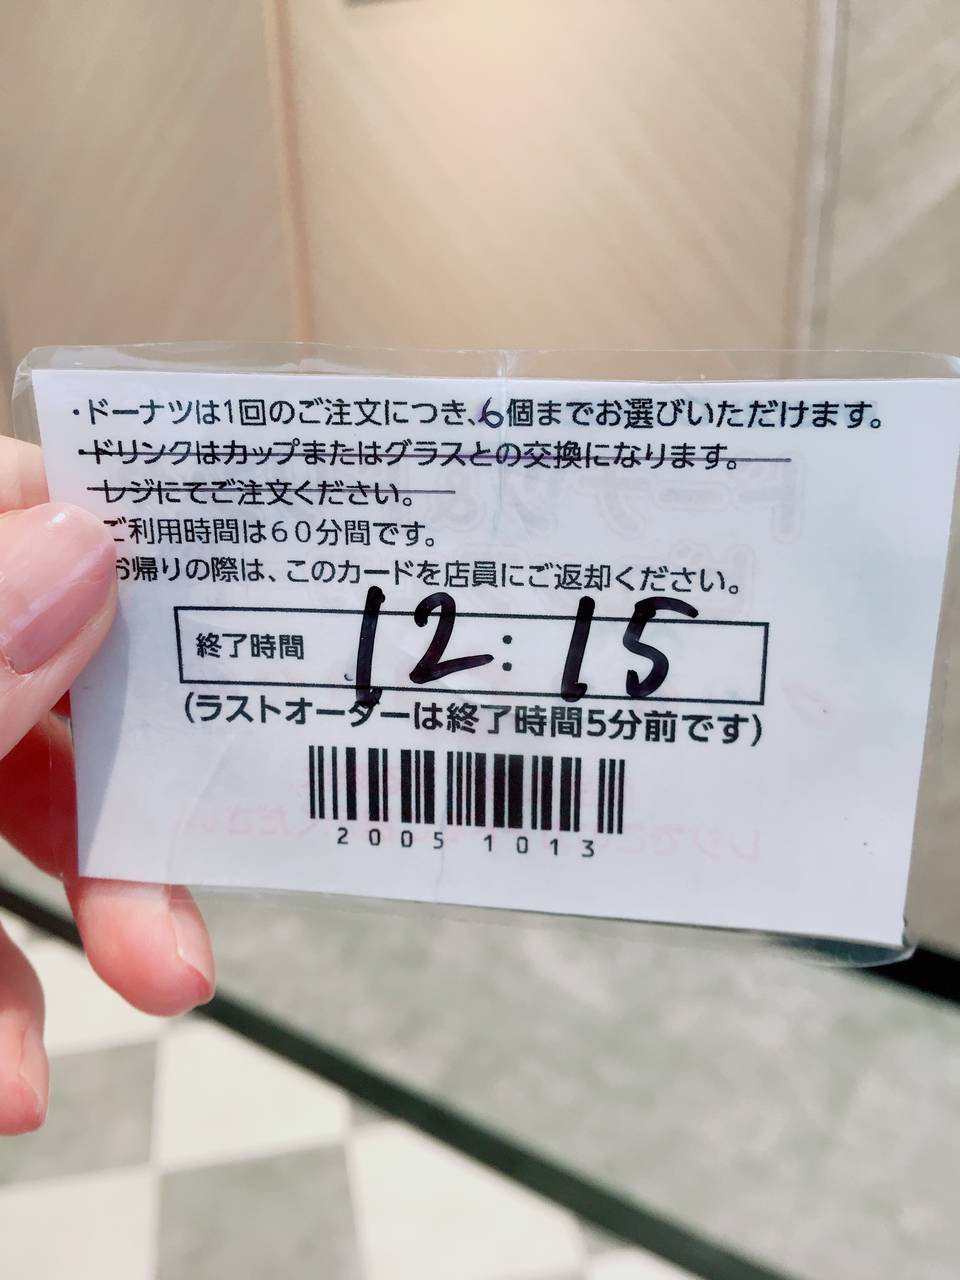 ・ドーナツは1回のご注文につき、6個までお選びいただけます。
・ドリンクはカップまたはグラスとの交換になります。
レジにてご注文ください。
ご利用時間は60分間です。
お帰りの際は、このカードを店員にご返却ください。
終了時間 12:15
(ラストオーダーは終了時間5分前です)
2005 1013